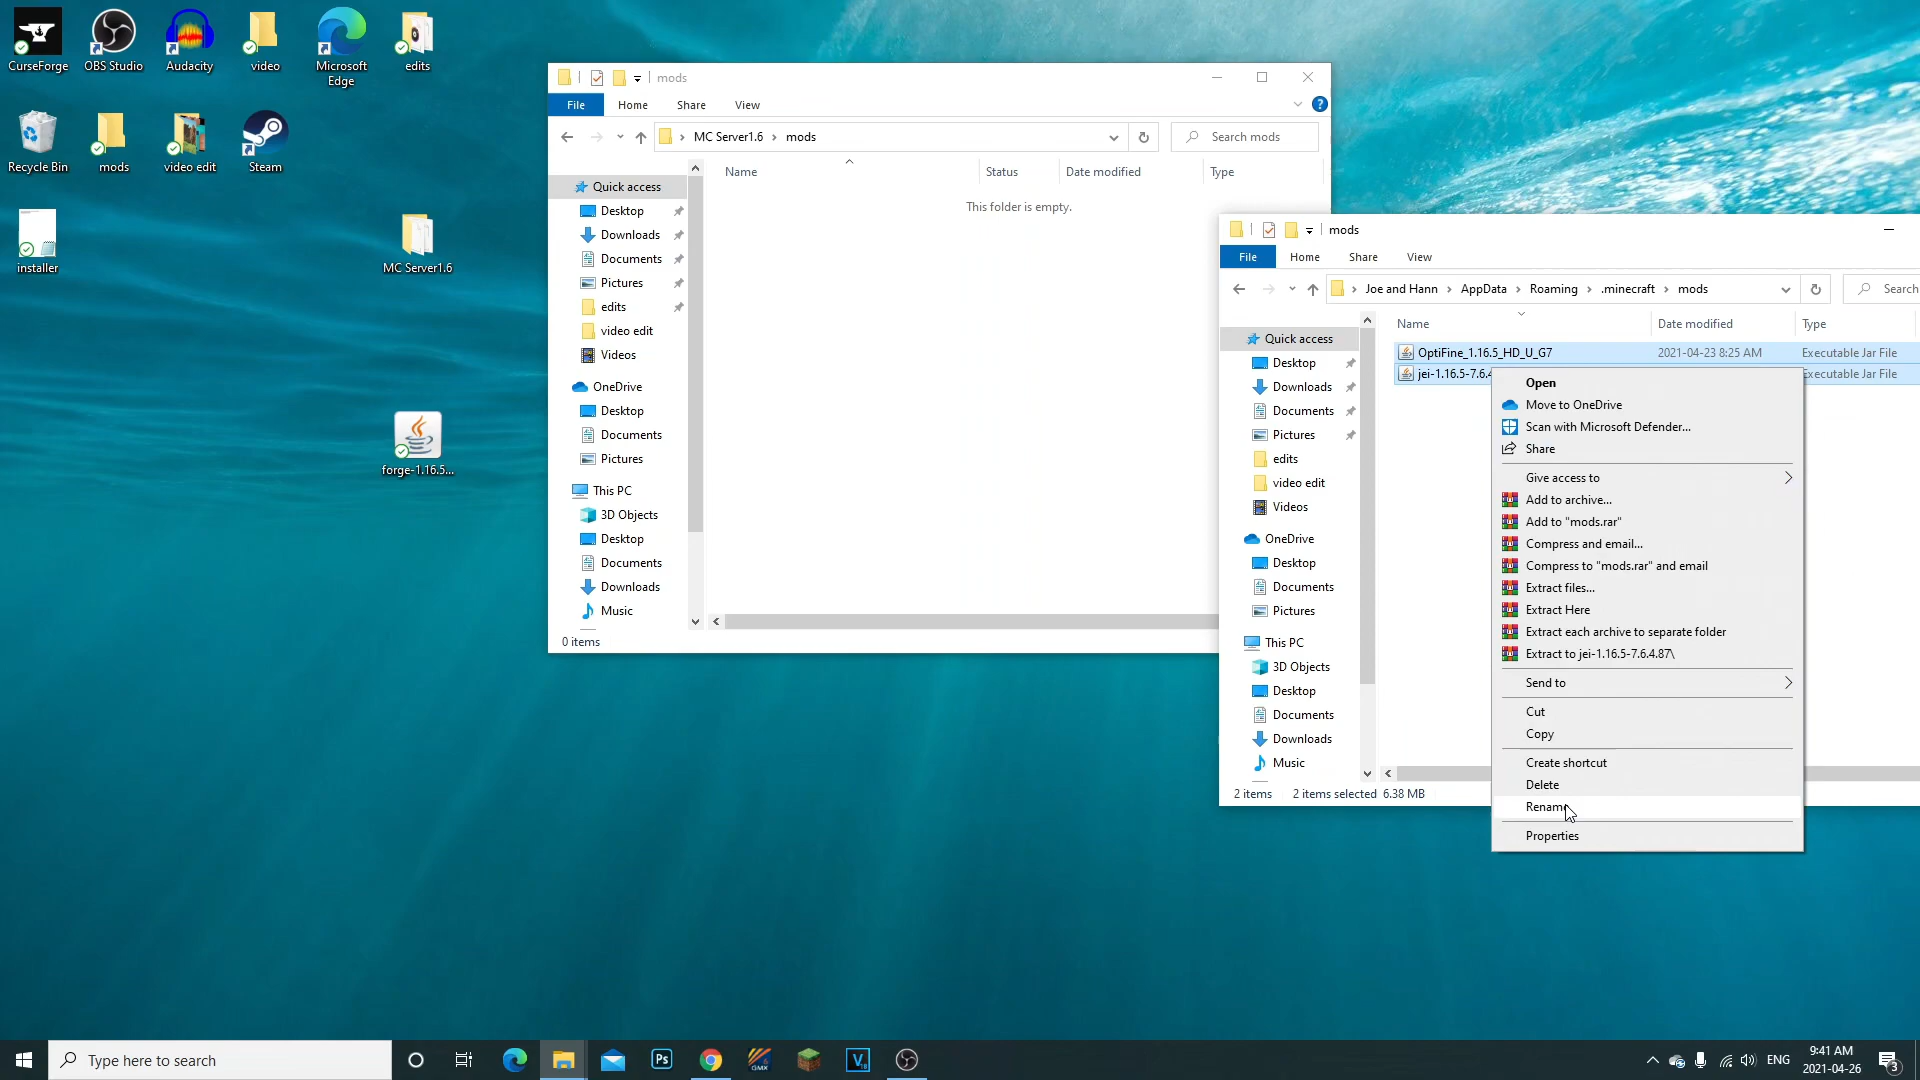 CurseForge
OBS Studio
Audacity
video
Microsoft
Edge
edits
Recycle Bin
mods
video edit
Steam
installer
MC Server1.6
forge-1.16.5...
mods
File
Home
Share
View
MC Server1.6
mods
Search mods
Name
Status
Date modified
Type
This folder is empty.
Quick access
Desktop
Downloads
Documents
Pictures
edits
video edit
Videos
OneDrive
Desktop
Documents
Pictures
This PC
3D Objects
Desktop
Documents
Downloads
Music
0 items
mods
File
Home
Share
View
Joe and Hann
AppData
Roaming
.minecraft
mods
Search
Name
Date modified
Type
OptiFine_1.16.5_HD_U_G7
2021-04-23 8:25 AM
Executable Jar File
jei-1.16.5-7.6.4
Executable Jar File
Quick access
Desktop
Downloads
Documents
Pictures
edits
video edit
Videos
OneDrive
Desktop
Documents
Pictures
This PC
3D Objects
Desktop
Documents
Downloads
Music
2 items
2 items selected
6.38 MB
Open
Move to OneDrive
Scan with Microsoft Defender...
Share
Give access to
Add to archive...
Add to "mods.rar"
Compress and email...
Compress to "mods.rar" and email
Extract files...
Extract Here
Extract each archive to separate folder
Extract to jei-1.16.5-7.6.4.87\
Send to
Cut
Copy
Create shortcut
Delete
Rename
Properties
Type here to search
Ps
GMX
V
18
ENG
9:41 AM
2021-04-26
3